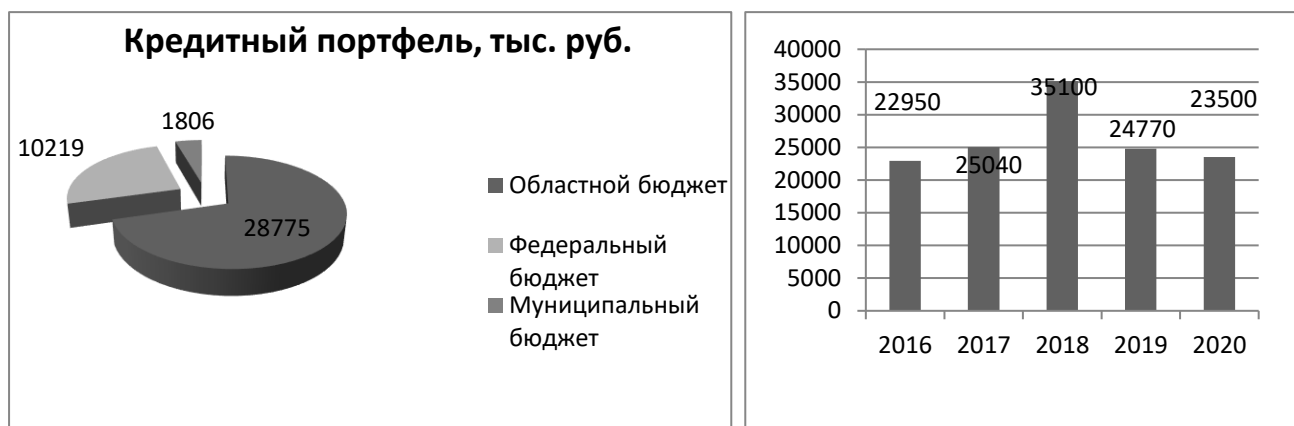 Кредитный портфель, тыс. руб.
1806
10219
28775
Областной бюджет
Федеральный
бюджет
Муниципальный
бюджет
40000
35000
30000
25000
20000
15000
10000
5000
0
22950
25040
35100
24770
23500
2016 2017 2018 2019 2020